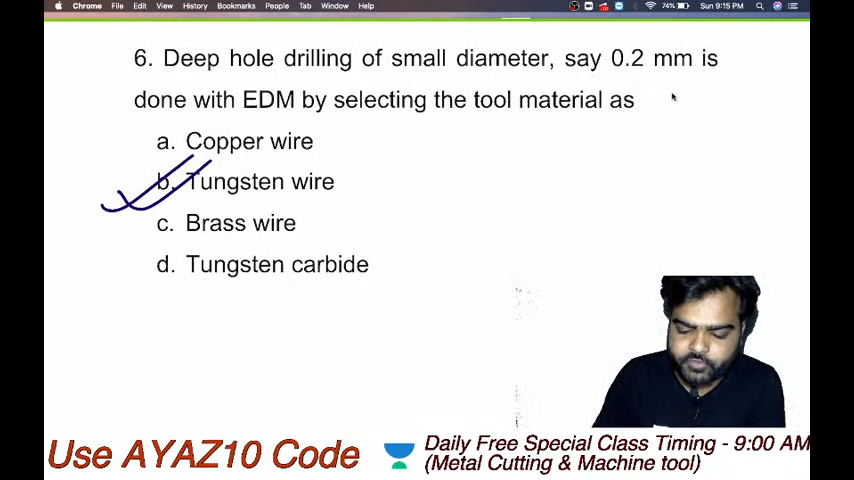 Chrome File Edit View History Bookmarks People Tab Window Help 74% Sun 9:15 PM
6. Deep hole drilling of small diameter, say 0.2 mm is
done with EDM by selecting the tool material as
a. Copper wire
b. Tungsten wire
c. Brass wire
d. Tungsten carbide
Use AYAZ10 Code
Daily Free Special Class Timing - 9:00 AM
(Metal Cutting & Machine tool)